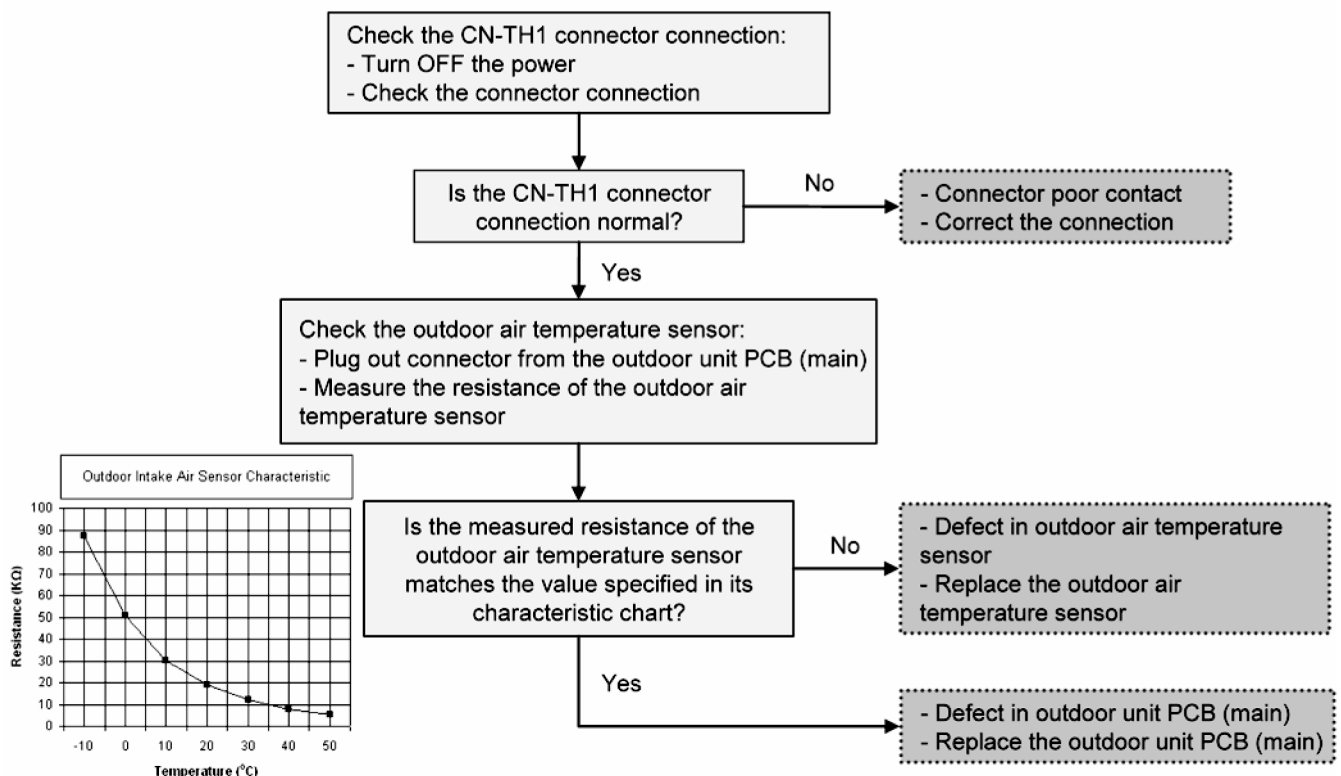 Check the CN-TH1 connector connection:
- Turn OFF the power
- Check the connector connection
Is the CN-TH1 connector
connection normal?
No
- Connector poor contact
- Correct the connection
Yes
Check the outdoor air temperature sensor:
- Plug out connector from the outdoor unit PCB (main)
- Measure the resistance of the outdoor air
temperature sensor
Outdoor Intake Air Sensor Characteristic
Resistance (KΩ)
100
90
80
70
60
50
40
30
20
10
0
-10 0 10 20 30 40 50
Temperature (°C)
Is the measured resistance of the
outdoor air temperature sensor
matches the value specified in its
characteristic chart?
No
- Defect in outdoor air temperature
sensor
- Replace the outdoor air
temperature sensor
Yes
- Defect in outdoor unit PCB (main)
- Replace the outdoor unit PCB (main)